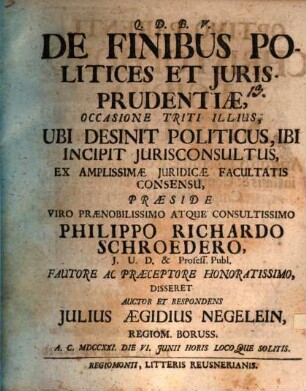 Q. D. B. V.
DE FINIBUS PO-
LITICES ET JURIS-
PRUDENTIÆ,
OCCASIONE TRITI ILLIUS,
UBI DESINIT POLITICUS, IBI
INCIPIT JURISCONSULTUS,
EX AMPLISSIMÆ JURIDICÆ FACULTATIS
CONSENSU,
PRÆSIDE
VIRO PRÆNOBILISSIMO ATQUE CONSULTISSIMO
PHILIPPO RICHARDO
SCHROEDERO,
J. U. D. & Profess. Publ.
FAUTORE AC PRÆCEPTORE HONORATISSIMO,
DISSERET
AUCTOR ET RESPONDENS
JULIUS ÆGIDIUS NEGELEIN,
REGIOM. BORUSS.
A. C. MDCCXXI. DIE VI. JUNII HORIS LOCOQUE SOLITIS.
REGIOMONTI, LITTERIS REUSNERIANIS.